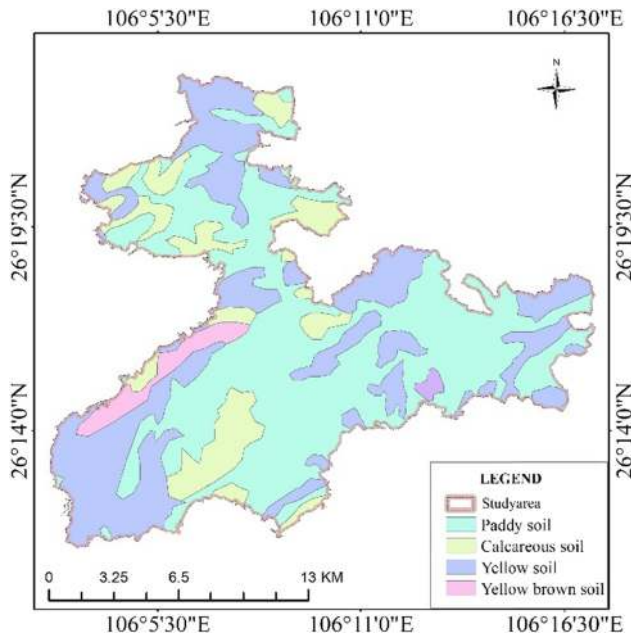 106°5'30"E 106°11'0"E 106°16'30"E
N
26°19'30"N 26°19'30"N
26°14'0"N 26°14'0"N
LEGEND
Studyarea
Paddy soil
Calcareous soil
Yellow soil
Yellow brown soil
0 3.25 6.5 13 KM
106°5'30"E 106°11'0"E 106°16'30"E